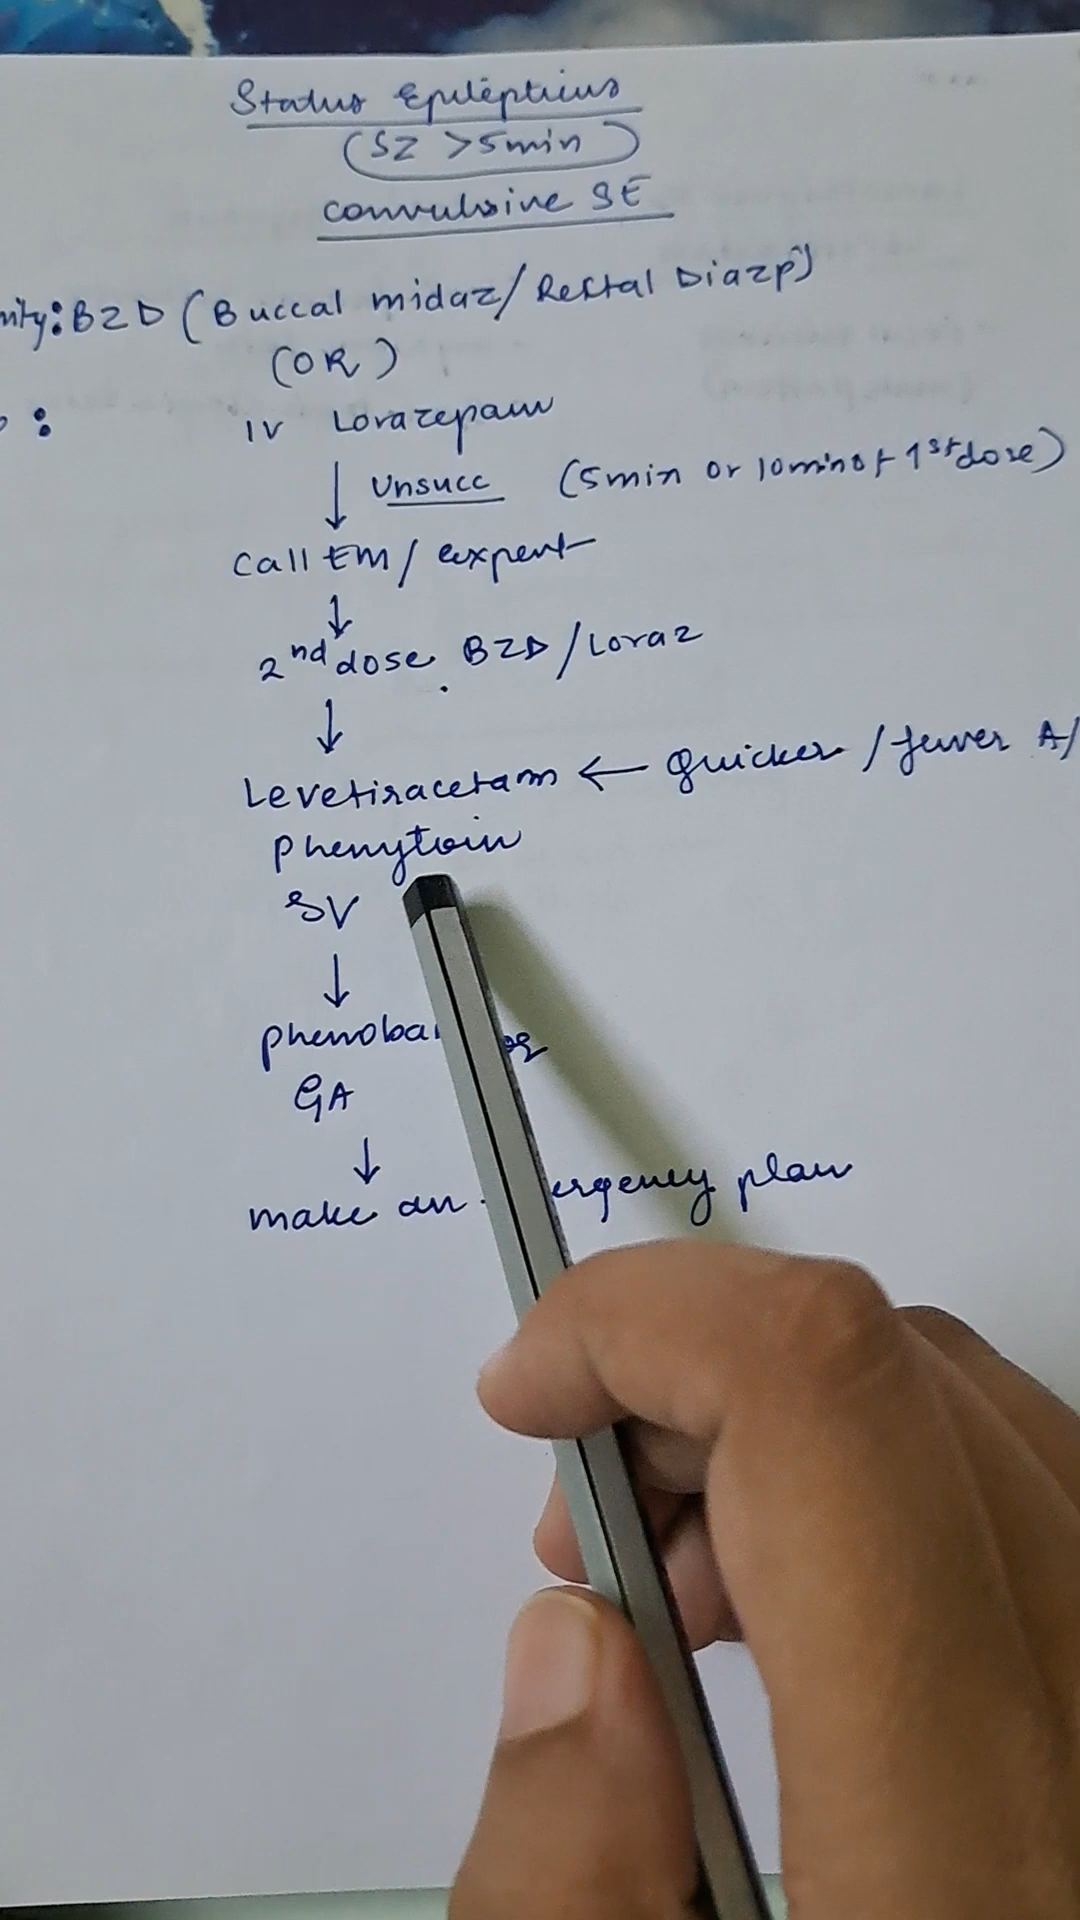 Status Epilepticus
(SZ >5min)
Convulsive SE
nity: BZD (Buccal midaz/Rectal Diazp)
(OR)
: IV Lorazepam
↓ Unsucc (5min or 10min of 1st dose)
Call EM/ expert
↓
2nd dose BZD/Loraz
↓
Levetiracetam ← quicker /fewer A/
Phenytoin
SV
↓
phenoba
GA
↓
make an ergency plan